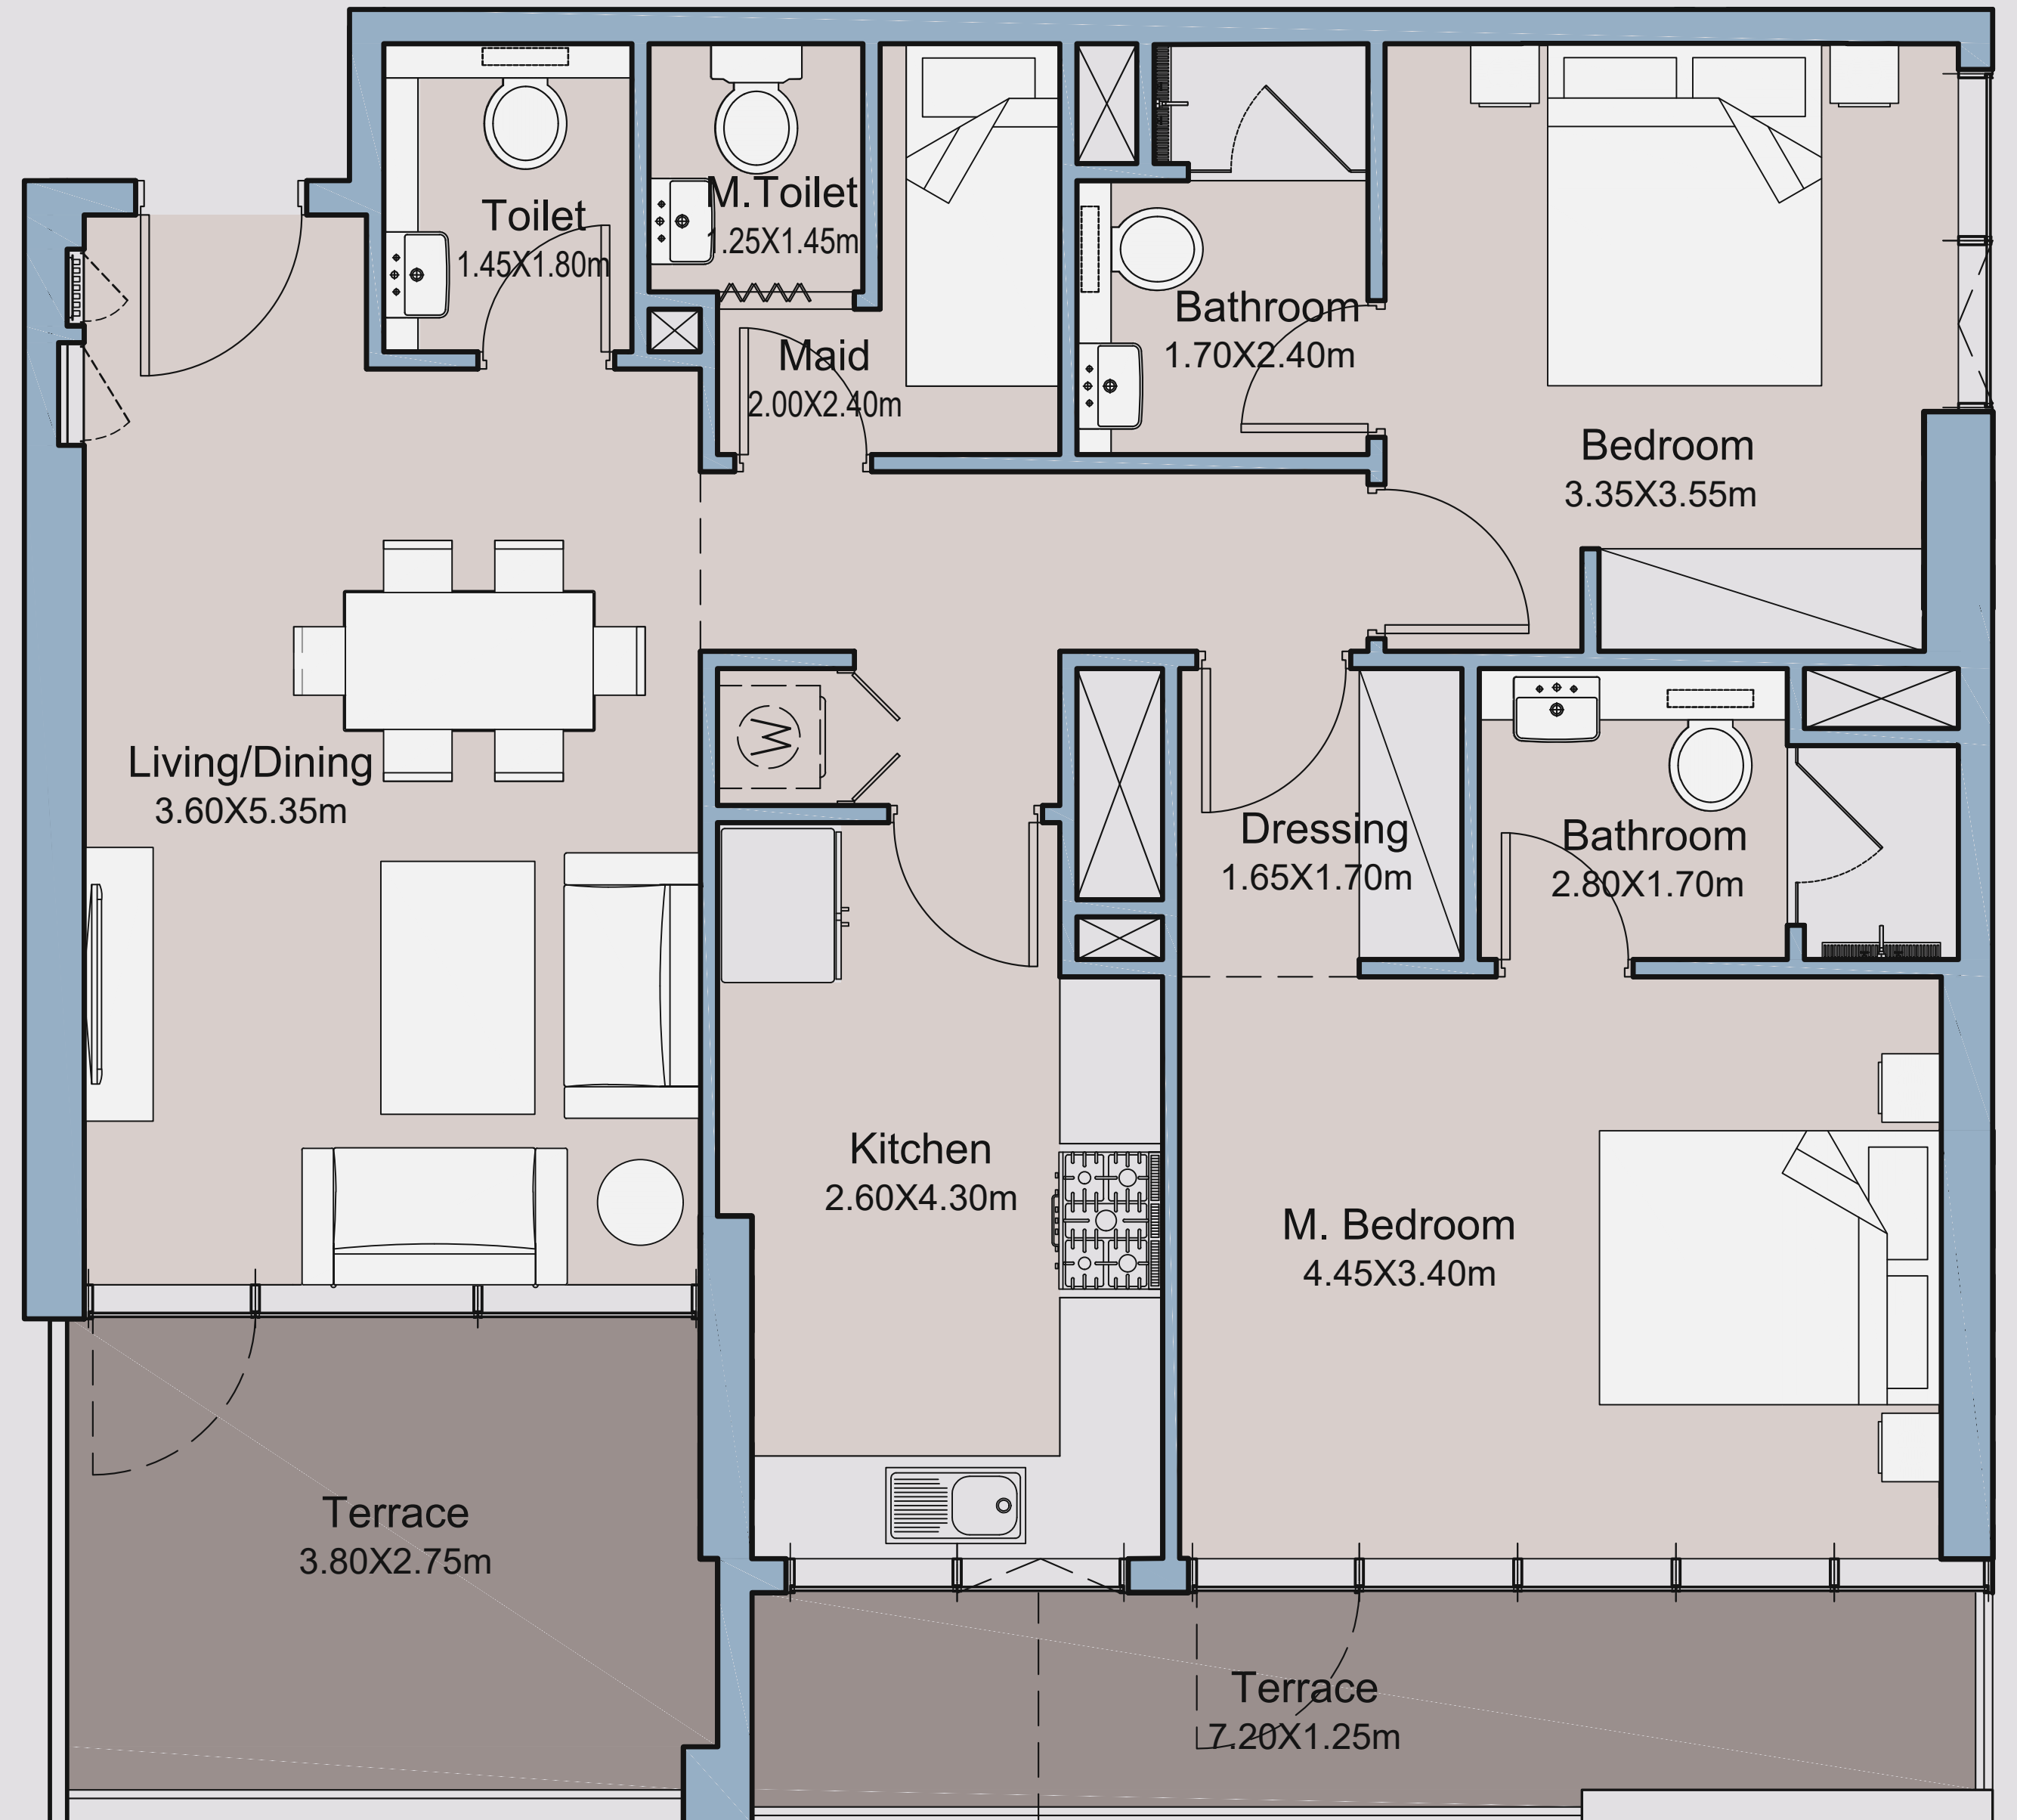 Toilet
1.45X1.80m
M.Toilet
1.25X1.45m
Maid
2.00X2.40m
Bathroom
1.70X2.40m
Bedroom
3.35X3.55m
Living/Dining
3.60X5.35m
W
Dressing
1.65X1.70m
Bathroom
2.80X1.70m
Kitchen
2.60X4.30m
M. Bedroom
4.45X3.40m
Terrace
3.80X2.75m
Terrace
7.20X1.25m